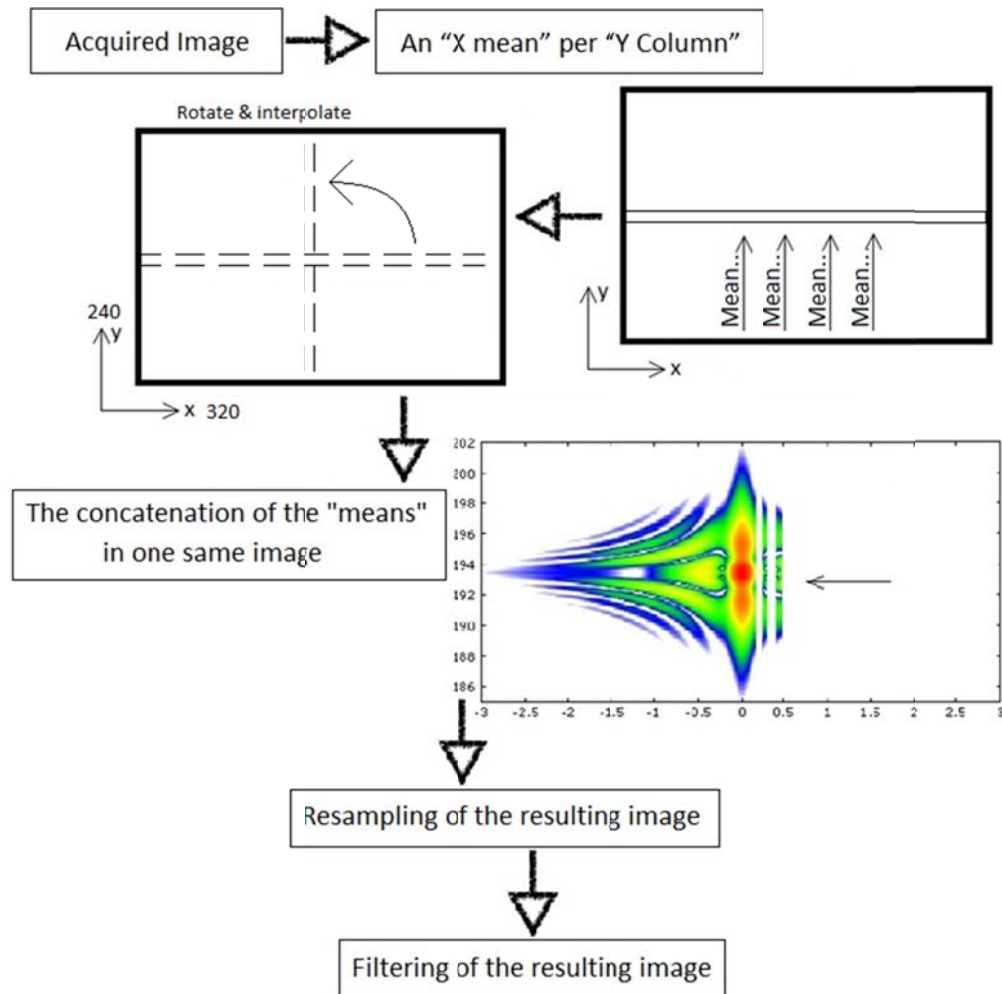 Acquired Image
An “X mean” per “Y Column”
Rotate & interpolate
240
y
x 320
Mean..
Mean..
Mean..
Mean..
y
x
The concatenation of the "means"
in one same image
202
200
198
196
194
192
190
188
186
-3 -2.5 -2 -1.5 -1 -0.5 0 0.5 1 1.5 2 2.5 3
Resampling of the resulting image
Filtering of the resulting image